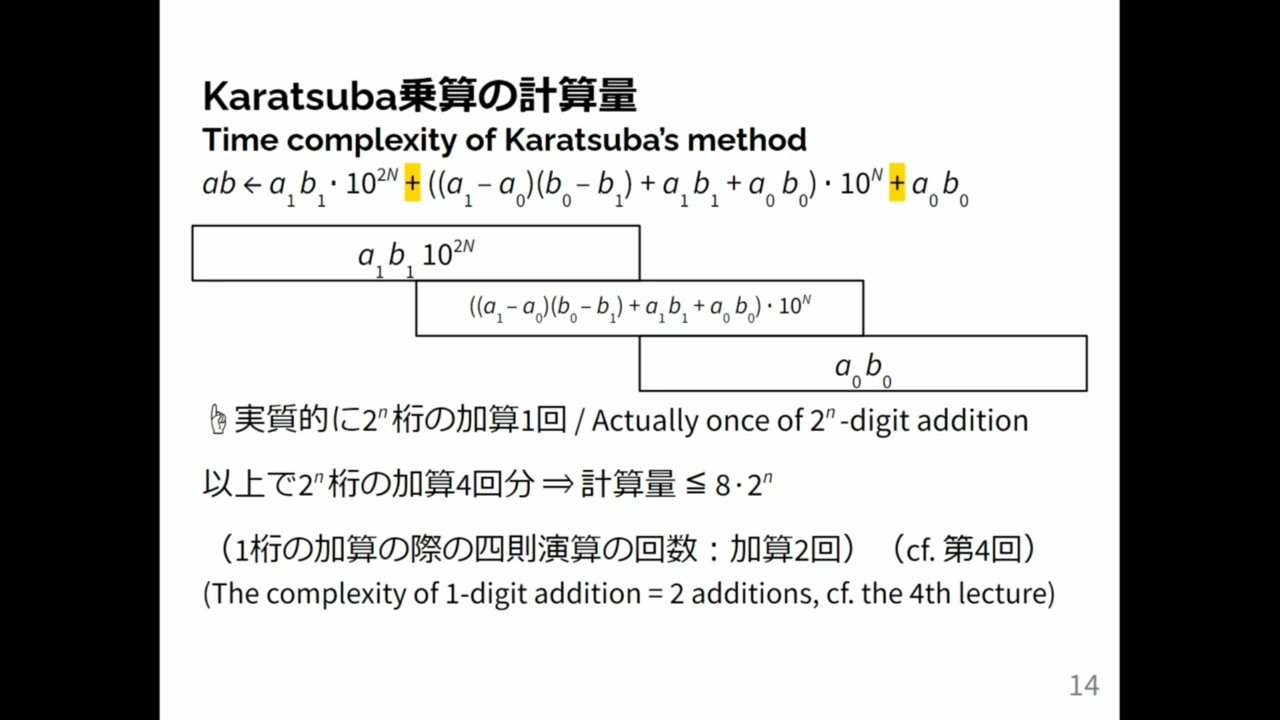 Karatsuba乗算の計算量
Time complexity of Karatsuba’s method
ab ← a₁b₁ · 10²ᴺ + ((a₁ – a₀)(b₀ – b₁) + a₁b₁ + a₀b₀) · 10ᴺ + a₀b₀
a₁b₁ 10²ᴺ
((a₁ – a₀)(b₀ – b₁) + a₁b₁ + a₀b₀) · 10ᴺ
a₀b₀
☝実質的に2ⁿ桁の加算1回 / Actually once of 2ⁿ-digit addition
以上で2ⁿ桁の加算4回分 ⇒ 計算量 ≦ 8·2ⁿ
（1桁の加算の際の四則演算の回数：加算2回）（cf. 第4回）
(The complexity of 1-digit addition = 2 additions, cf. the 4th lecture)
14